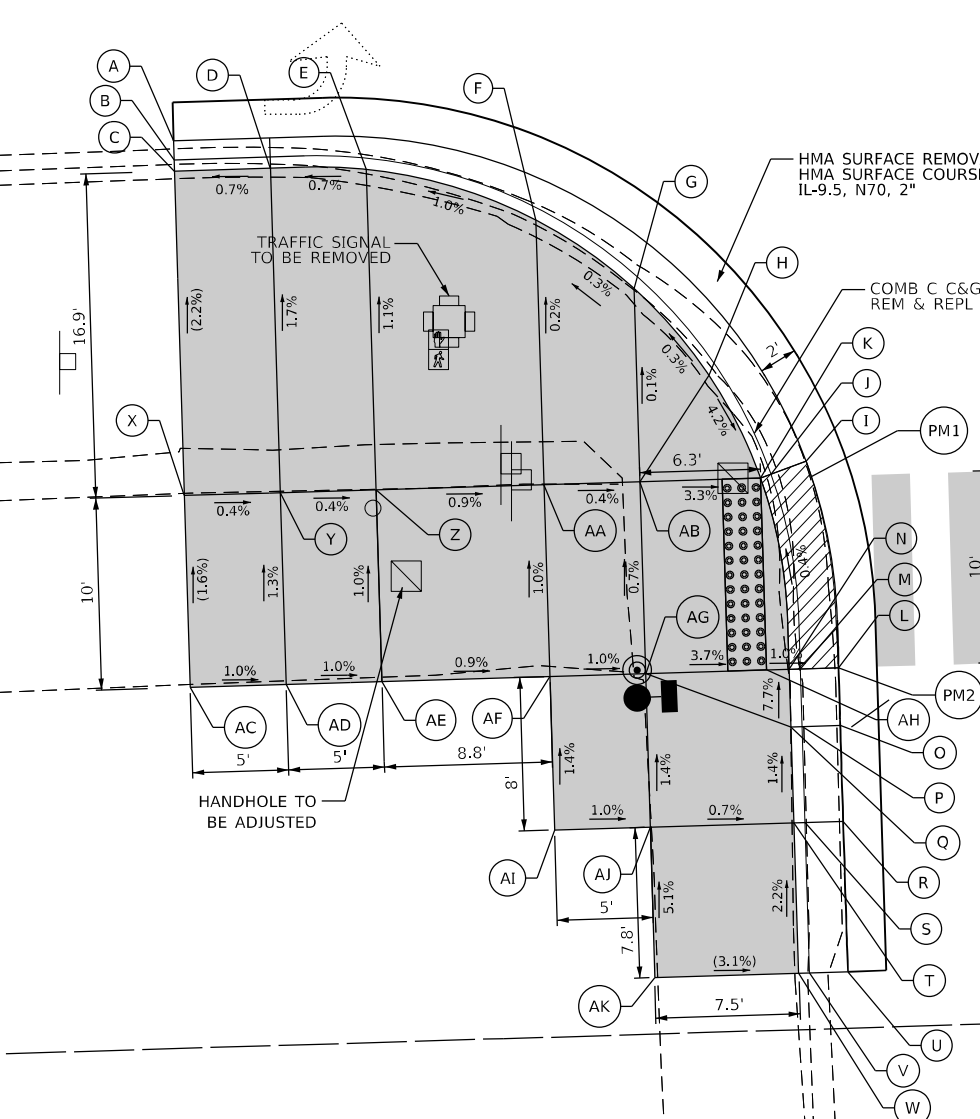 A
B
C
D
E
F
G
H
HMA SURFACE REMOV
HMA SURFACE COURSE
IL-9.5, N70, 2"
COMB C C&G
REM & REPL
2'
K
J
I
PM1
0.7%
0.7%
1.0%
TRAFFIC SIGNAL
TO BE REMOVED
0.3%
0.3%
4.2%
16.9'
(2.2%)
1.7%
1.1%
0.2%
0.1%
X
6.3'
3.3%
0.4%
0.4%
0.9%
0.4%
Y
Z
AA
AB
N
M
L
0.4%
10'
10'
(1.6%)
1.3%
1.0%
1.0%
0.7%
AG
1.0%
1.0%
0.9%
1.0%
3.7%
1.0%
PM2
7.7%
AC
AD
AE
AF
AH
O
P
Q
5'
5'
8.8'
8'
1.4%
1.4%
1.4%
HANDHOLE TO
BE ADJUSTED
1.0%
0.7%
AI
AJ
R
S
T
5'
7.8'
5.1%
2.2%
(3.1%)
AK
7.5'
U
V
W